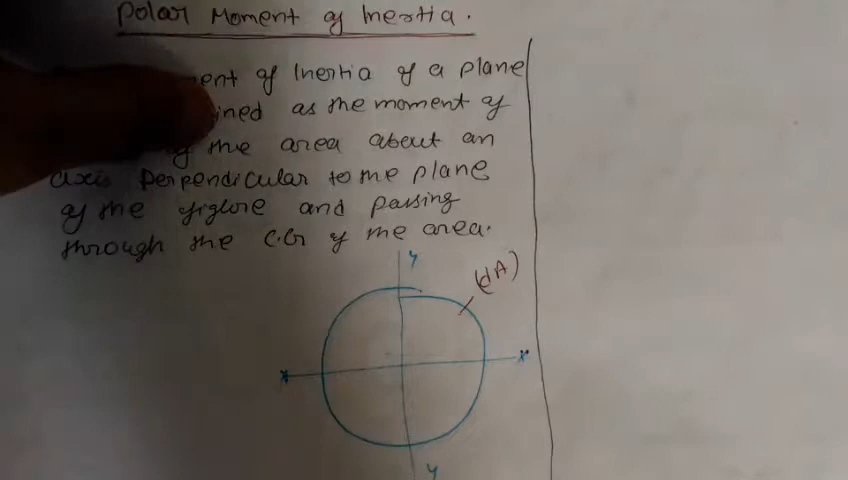 Polar Moment of Inertia.
ent of Inertia of a plane
ined as the moment of
of the area about an
axis Perpendicular to the plane
of the figure and passing
through the C.G of the area.
y
(dA)
x x
y